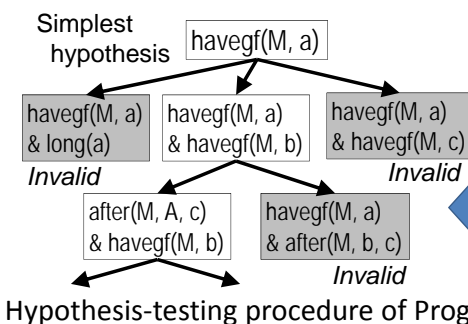 Simplest
hypothesis
havegf(M, a)
havegf(M, a)
& long(a)
Invalid
havegf(M, a)
& havegf(M, b)
havegf(M, a)
& havegf(M, c)
Invalid
after(M, A, c)
& havegf(M, b)
havegf(M, a)
& after(M, b, c)
Invalid
Hypothesis-testing procedure of Prog